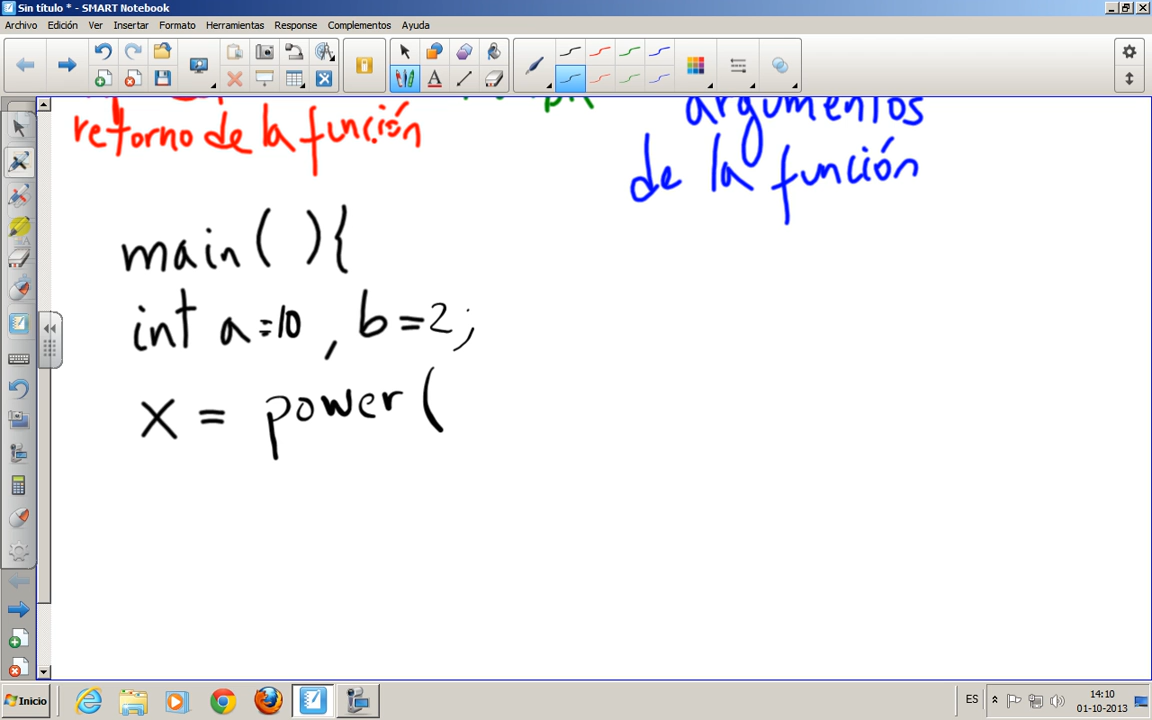 Sin título * - SMART Notebook
Archivo Edición Ver Insertar Formato Herramientas Response Complementos Ayuda
retorno de la función
argumentos
de la función
main( ){
int a=10, b=2;
x = power(
Inicio
ES
14:10
01-10-2013